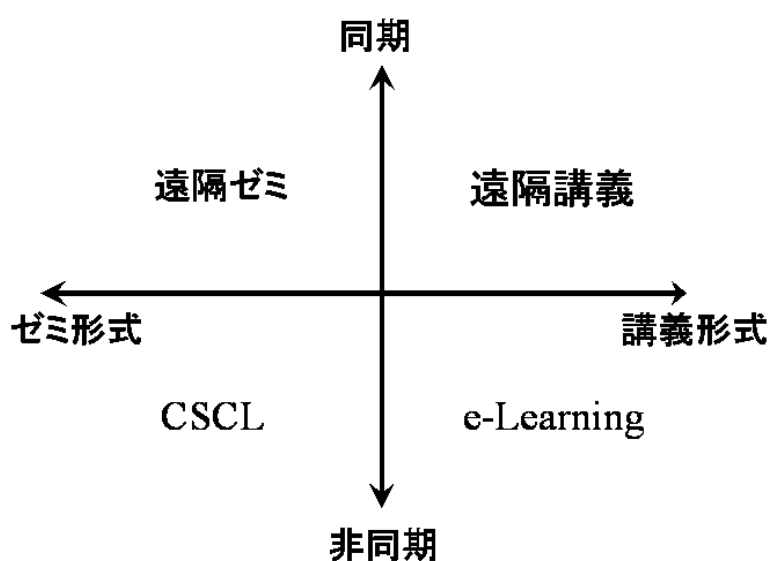 同期
遠隔ゼミ
遠隔講義
ゼミ形式
講義形式
CSCL
e-Learning
非同期